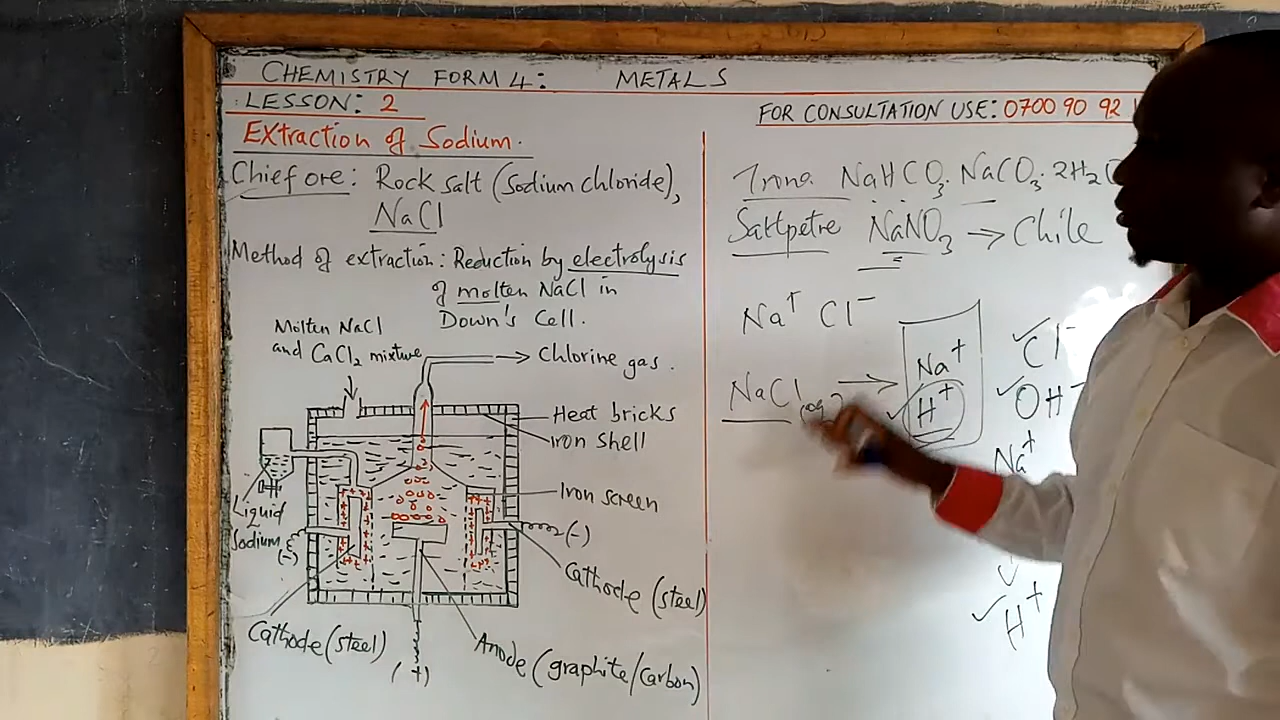 CHEMISTRY FORM 4: METALS
LESSON: 2
FOR CONSULTATION USE: 0700 90 92
Extraction of Sodium.
Chief ore: Rock salt (Sodium chloride),
NaCl
Method of extraction: Reduction by electrolysis
of molten NaCl in
Down's Cell.
Molten NaCl
and CaCl2 mixture
Chlorine gas.
Heat bricks
Iron Shell
Iron screen
Liquid
Sodium
(-)
(-)
Cathode (steel)
Cathode (steel)
Anode (graphite/carbon)
(+)
Trona NaHCO3. NaCO3. 2H2O
Saltpetre NaNO3 → Chile
Na+ Cl-
NaCl(aq) →
Na+
H+
Cl-
OH-
Na+
H+